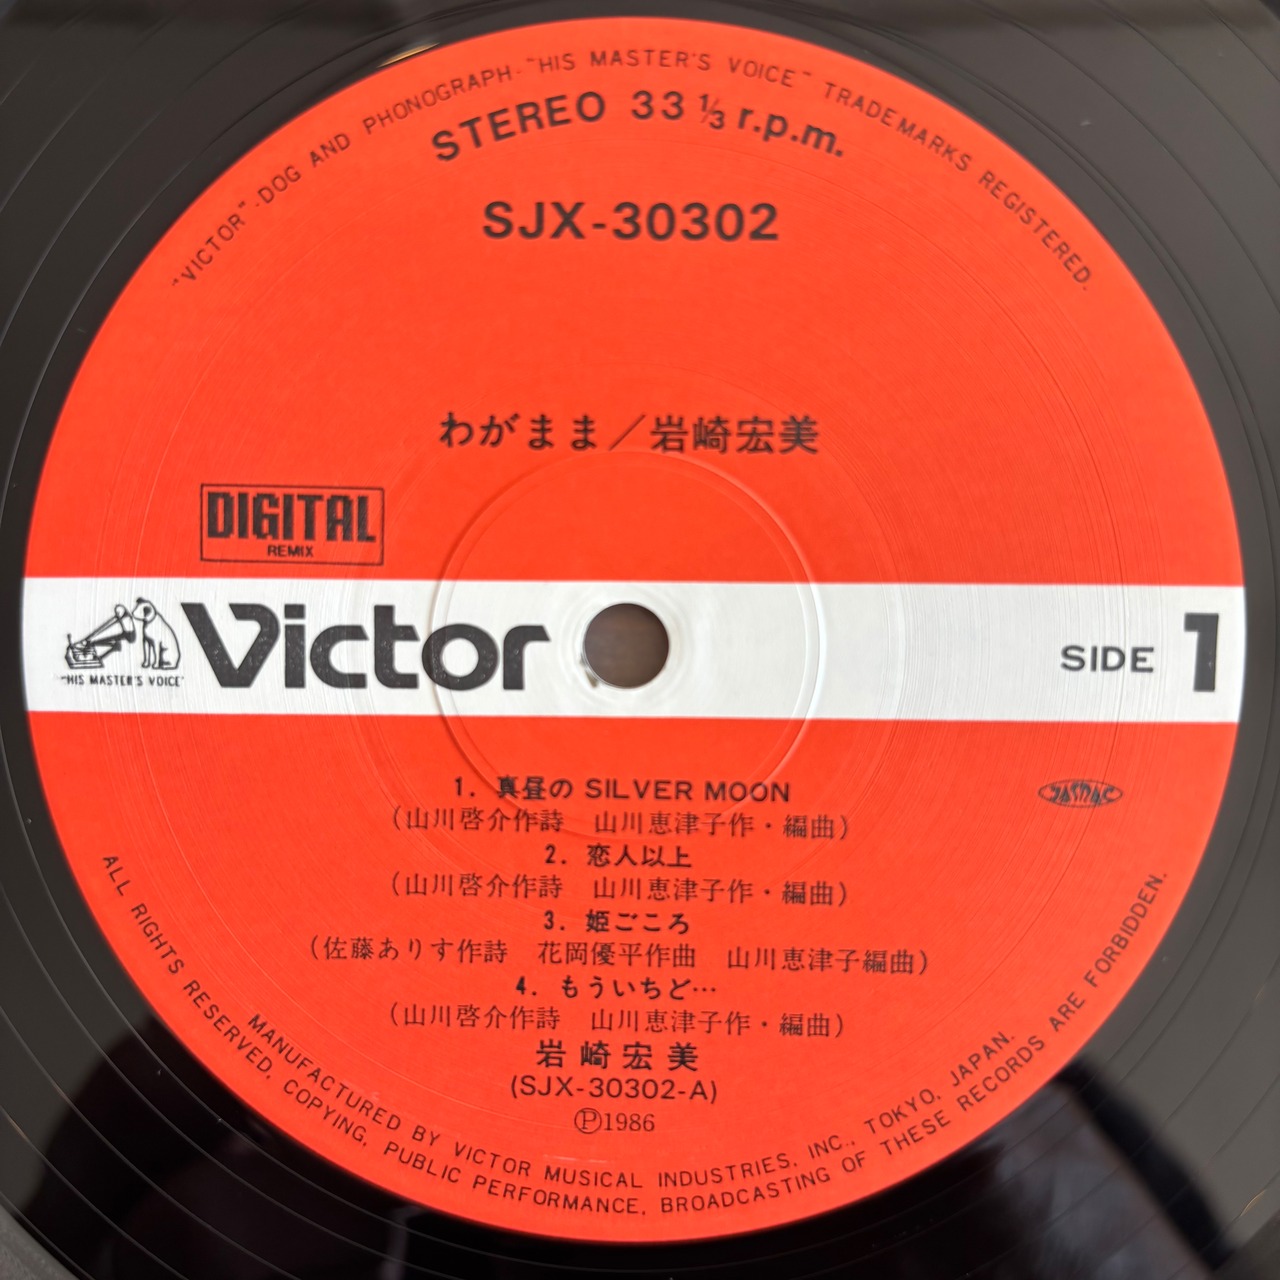 "VICTOR"-DOG AND PHONOGRAPH-"HIS MASTER'S VOICE" TRADEMARKS REGISTERED.
STEREO 33 1/3 r.p.m.
SJX-30302
わがまま／岩崎宏美
DIGITAL
REMIX
"HIS MASTER'S VOICE"
Victor
SIDE 1
1. 真昼の SILVER MOON
JASRAC
(山川啓介作詩　山川恵津子作・編曲)
2. 恋人以上
(山川啓介作詩　山川恵津子作・編曲)
3. 姫ごころ
(佐藤ありす作詩　花岡優平作曲　山川恵津子編曲)
4. もういちど…
(山川啓介作詩　山川恵津子作・編曲)
岩崎宏美
(SJX-30302-A)
Ⓟ1986
MANUFACTURED BY VICTOR MUSICAL INDUSTRIES, INC., TOKYO, JAPAN.
ALL RIGHTS RESERVED, COPYING, PUBLIC PERFORMANCE, BROADCASTING OF THESE RECORDS ARE FORBIDDEN.